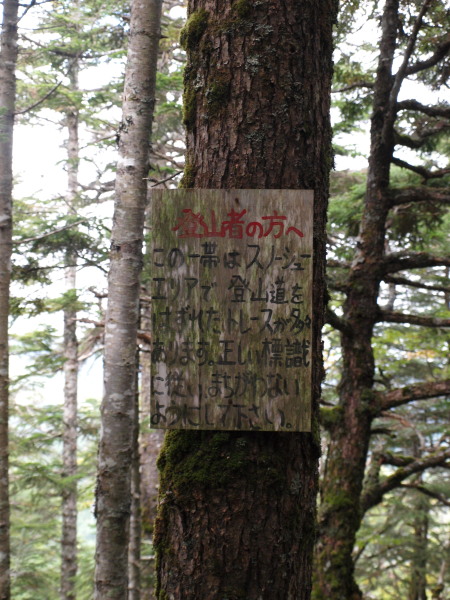 登山者の方へ
この一帯はスノーシュー
エリアで登山道を
はずれたトレースが多々
あります。正しい標識
に従い、まちがわない
ようにして下さい。